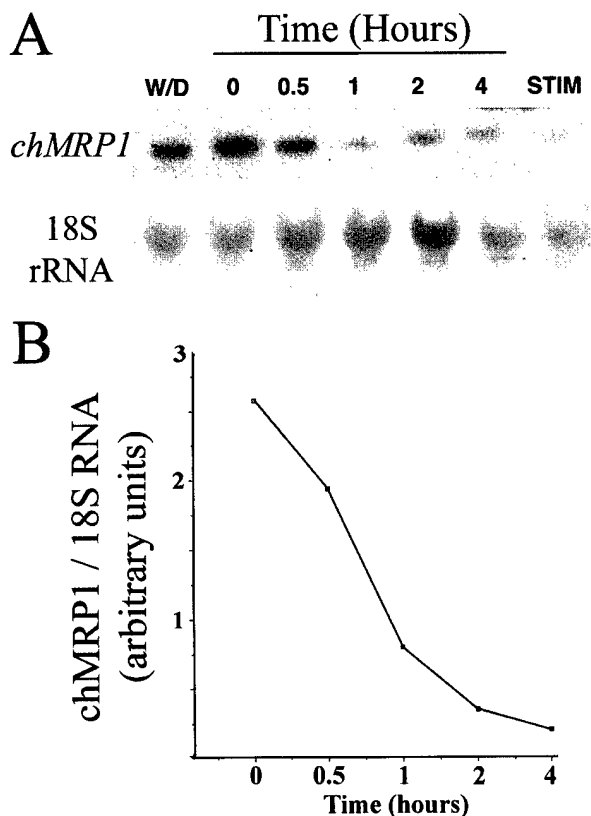 A
Time (Hours)
W/D 0 0.5 1 2 4 STIM
chMRP1
18S
rRNA
B
chMRP1 / 18S RNA
(arbitrary units)
3
2
1
0 0.5 1 2 4
Time (hours)